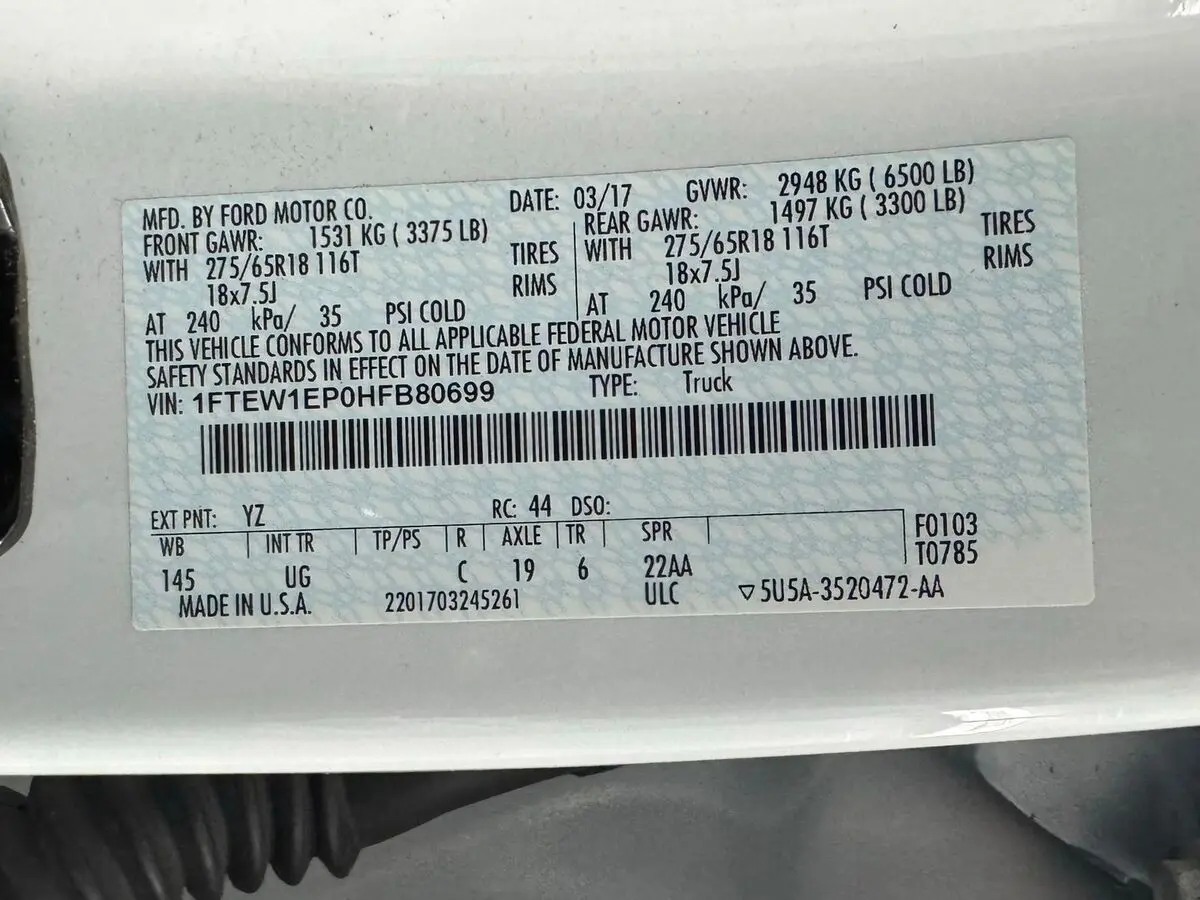 MFD. BY FORD MOTOR CO. DATE: 03/17 GVWR: 2948 KG ( 6500 LB)
FRONT GAWR: 1531 KG ( 3375 LB) REAR GAWR: 1497 KG ( 3300 LB)
WITH 275/65R18 116T TIRES WITH 275/65R18 116T TIRES
18x7.5J RIMS 18x7.5J RIMS
AT 240 kPa/ 35 PSI COLD AT 240 kPa/ 35 PSI COLD
THIS VEHICLE CONFORMS TO ALL APPLICABLE FEDERAL MOTOR VEHICLE
SAFETY STANDARDS IN EFFECT ON THE DATE OF MANUFACTURE SHOWN ABOVE.
VIN: 1FTEW1EP0HFB80699 TYPE: Truck
EXT PNT: YZ RC: 44 DSO:
WB INT TR TP/PS R AXLE TR SPR F0103
145 UG C 19 6 22AA T0785
MADE IN U.S.A. 2201703245261 ULC ▽5U5A-3520472-AA